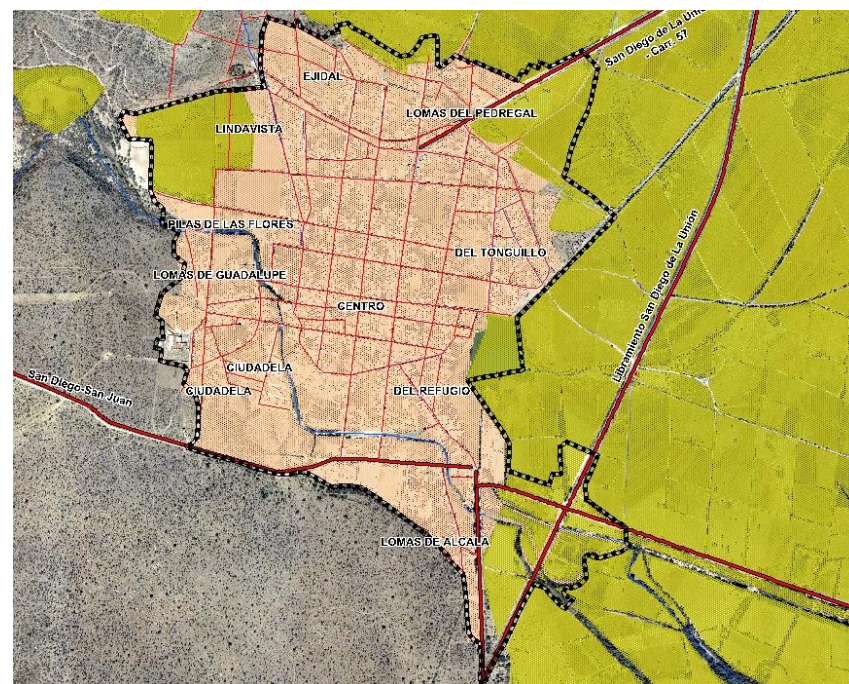 San Diego de La Unión
- Carr. 57
EJIDAL
LOMAS DEL PEDREGAL
LINDAVISTA
PILAS DE LAS FLORES
DEL TONGUILLO
LOMAS DE GUADALUPE
CENTRO
Libramiento San Diego de La Unión
CIUDADELA
San Diego-San Juan
CIUDADELA
DEL REFUGIO
LOMAS DE ALCALA